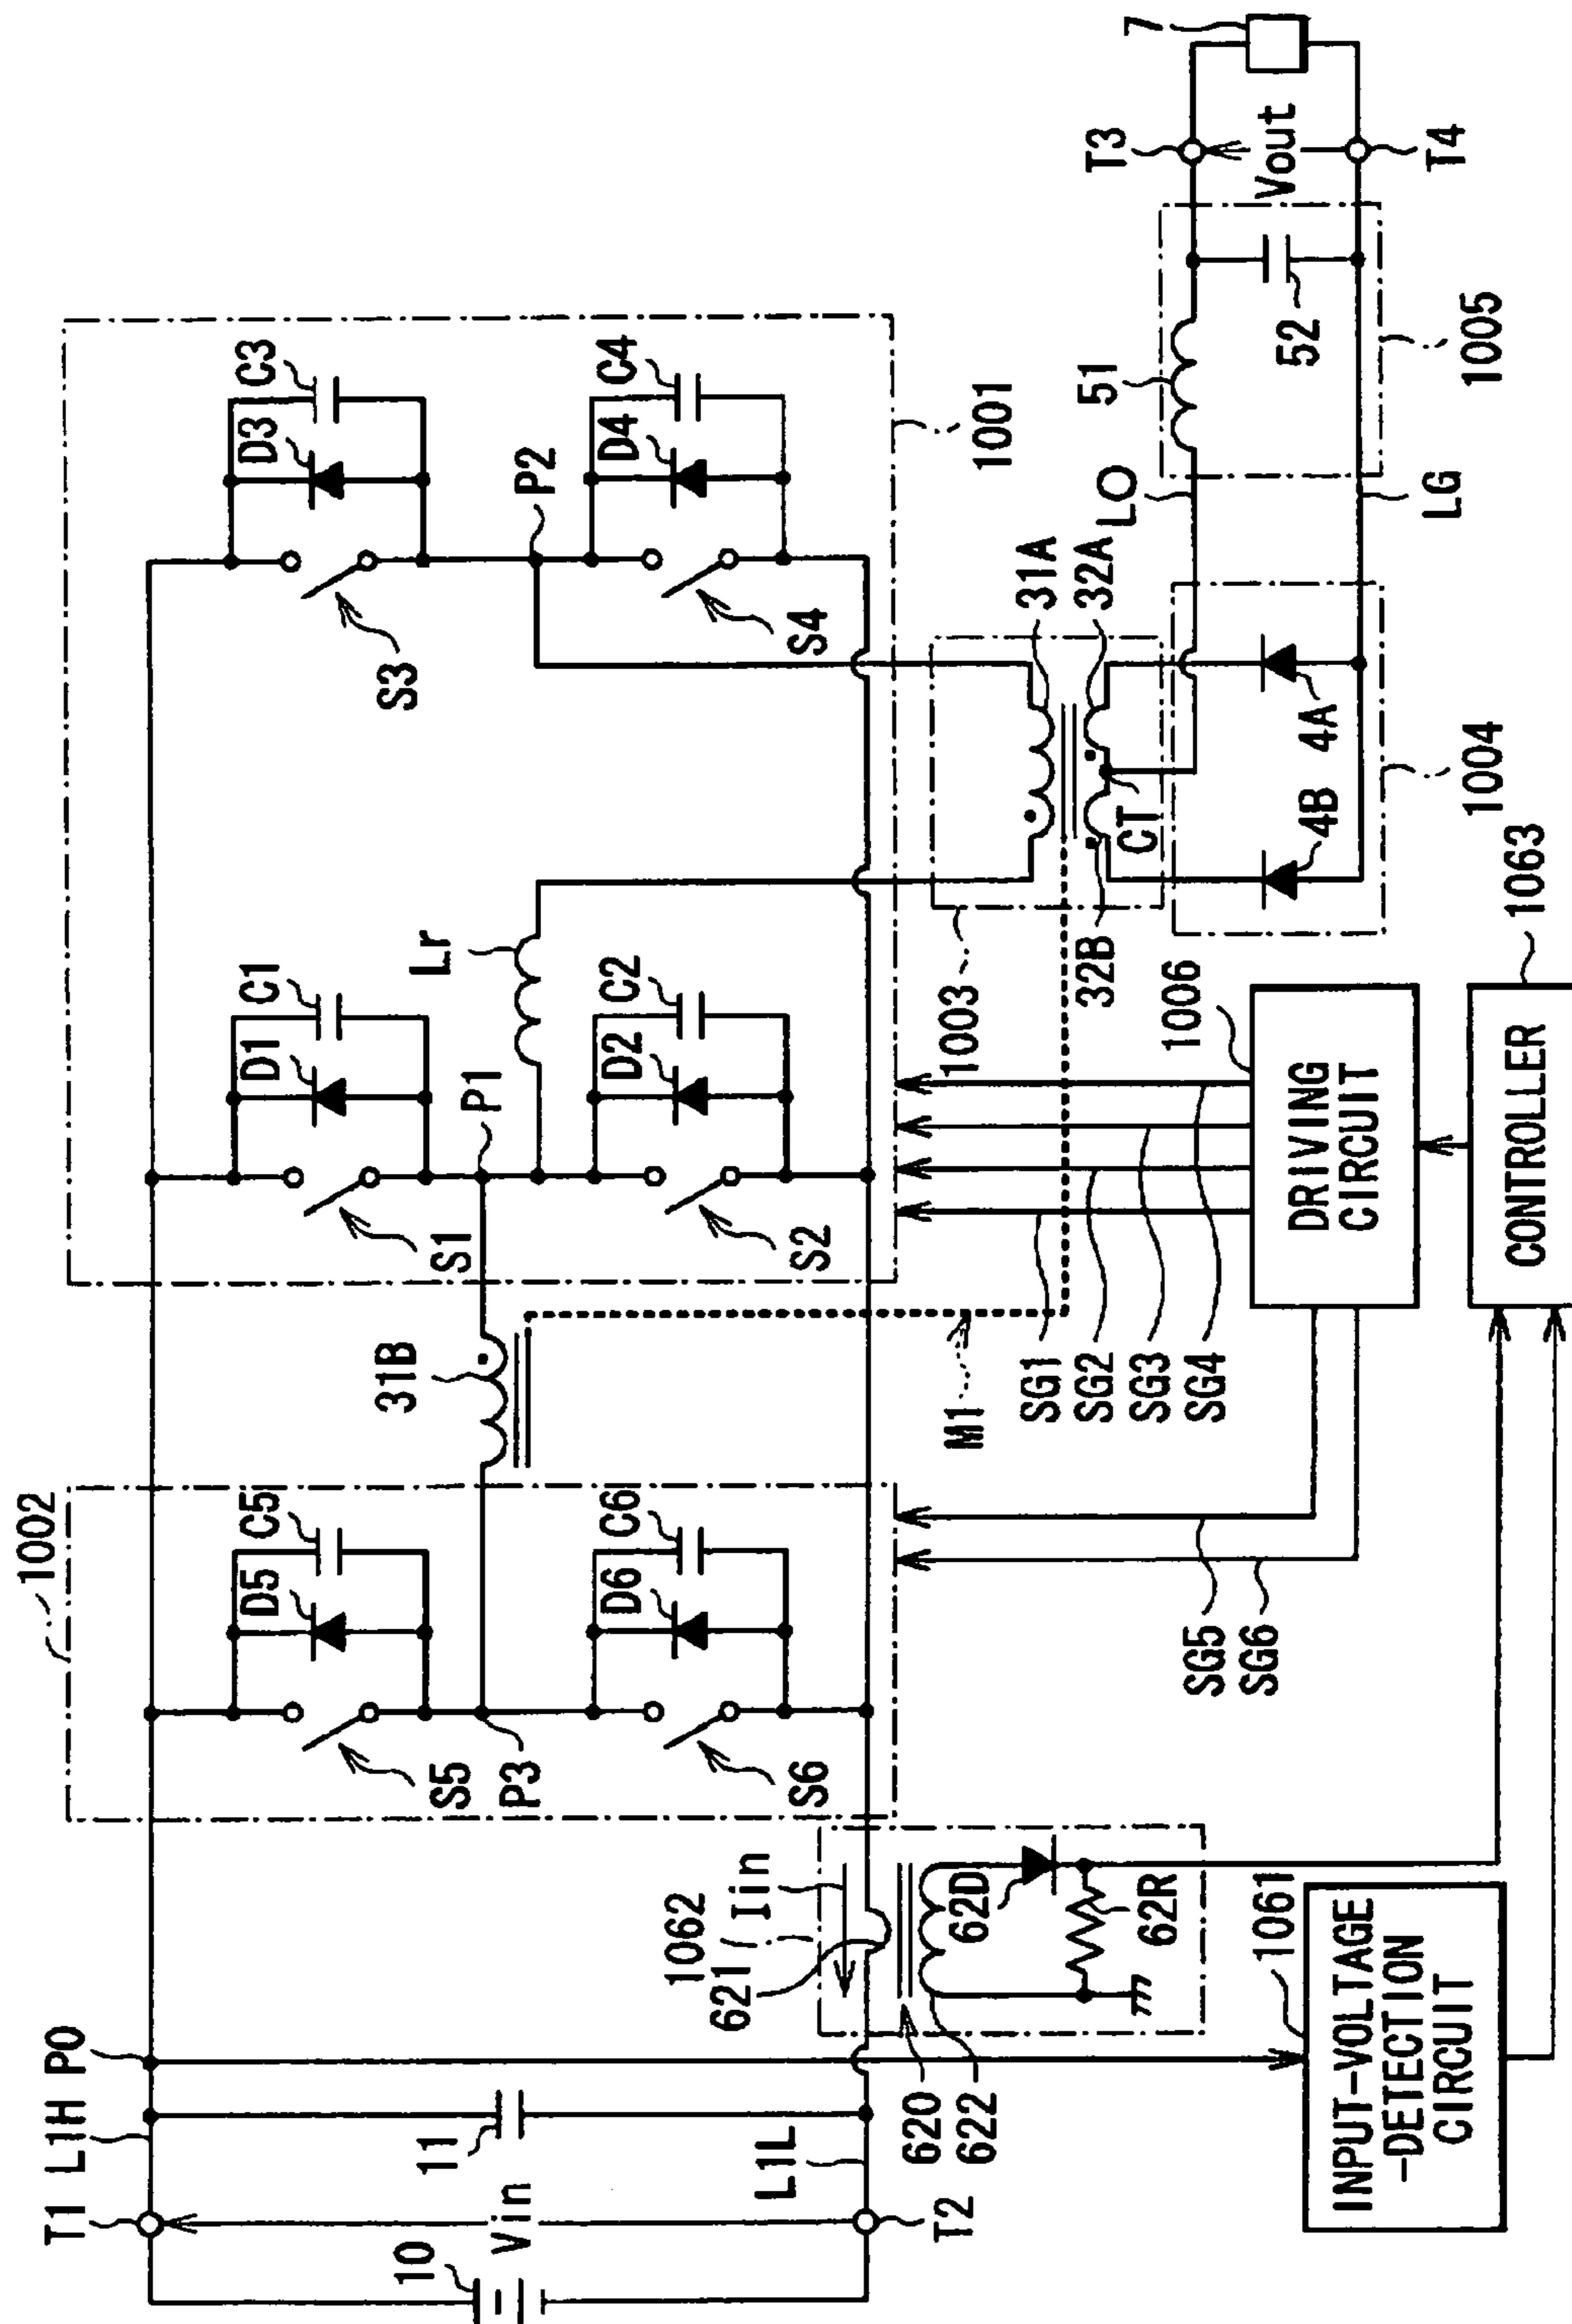 T1
L1H
P0
1002
D5
C5
S5
P3
D6
C6
S6
31B
D1
C1
S1
P1
Lr
D2
C2
S2
D3
C3
S3
P2
D4
C4
S4
1001
10
Vin
11
L1L
T2
1062
621
Iin
620
622
62D
62R
1061
INPUT-VOLTAGE
-DETECTION
CIRCUIT
SG5
SG6
M1
SG1
SG2
SG3
SG4
1003
31A
32A
32B
CT
LO
51
52
1005
T3
Vout
T4
7
LG
4A
4B
1004
1006
DRIVING
CIRCUIT
1063
CONTROLLER